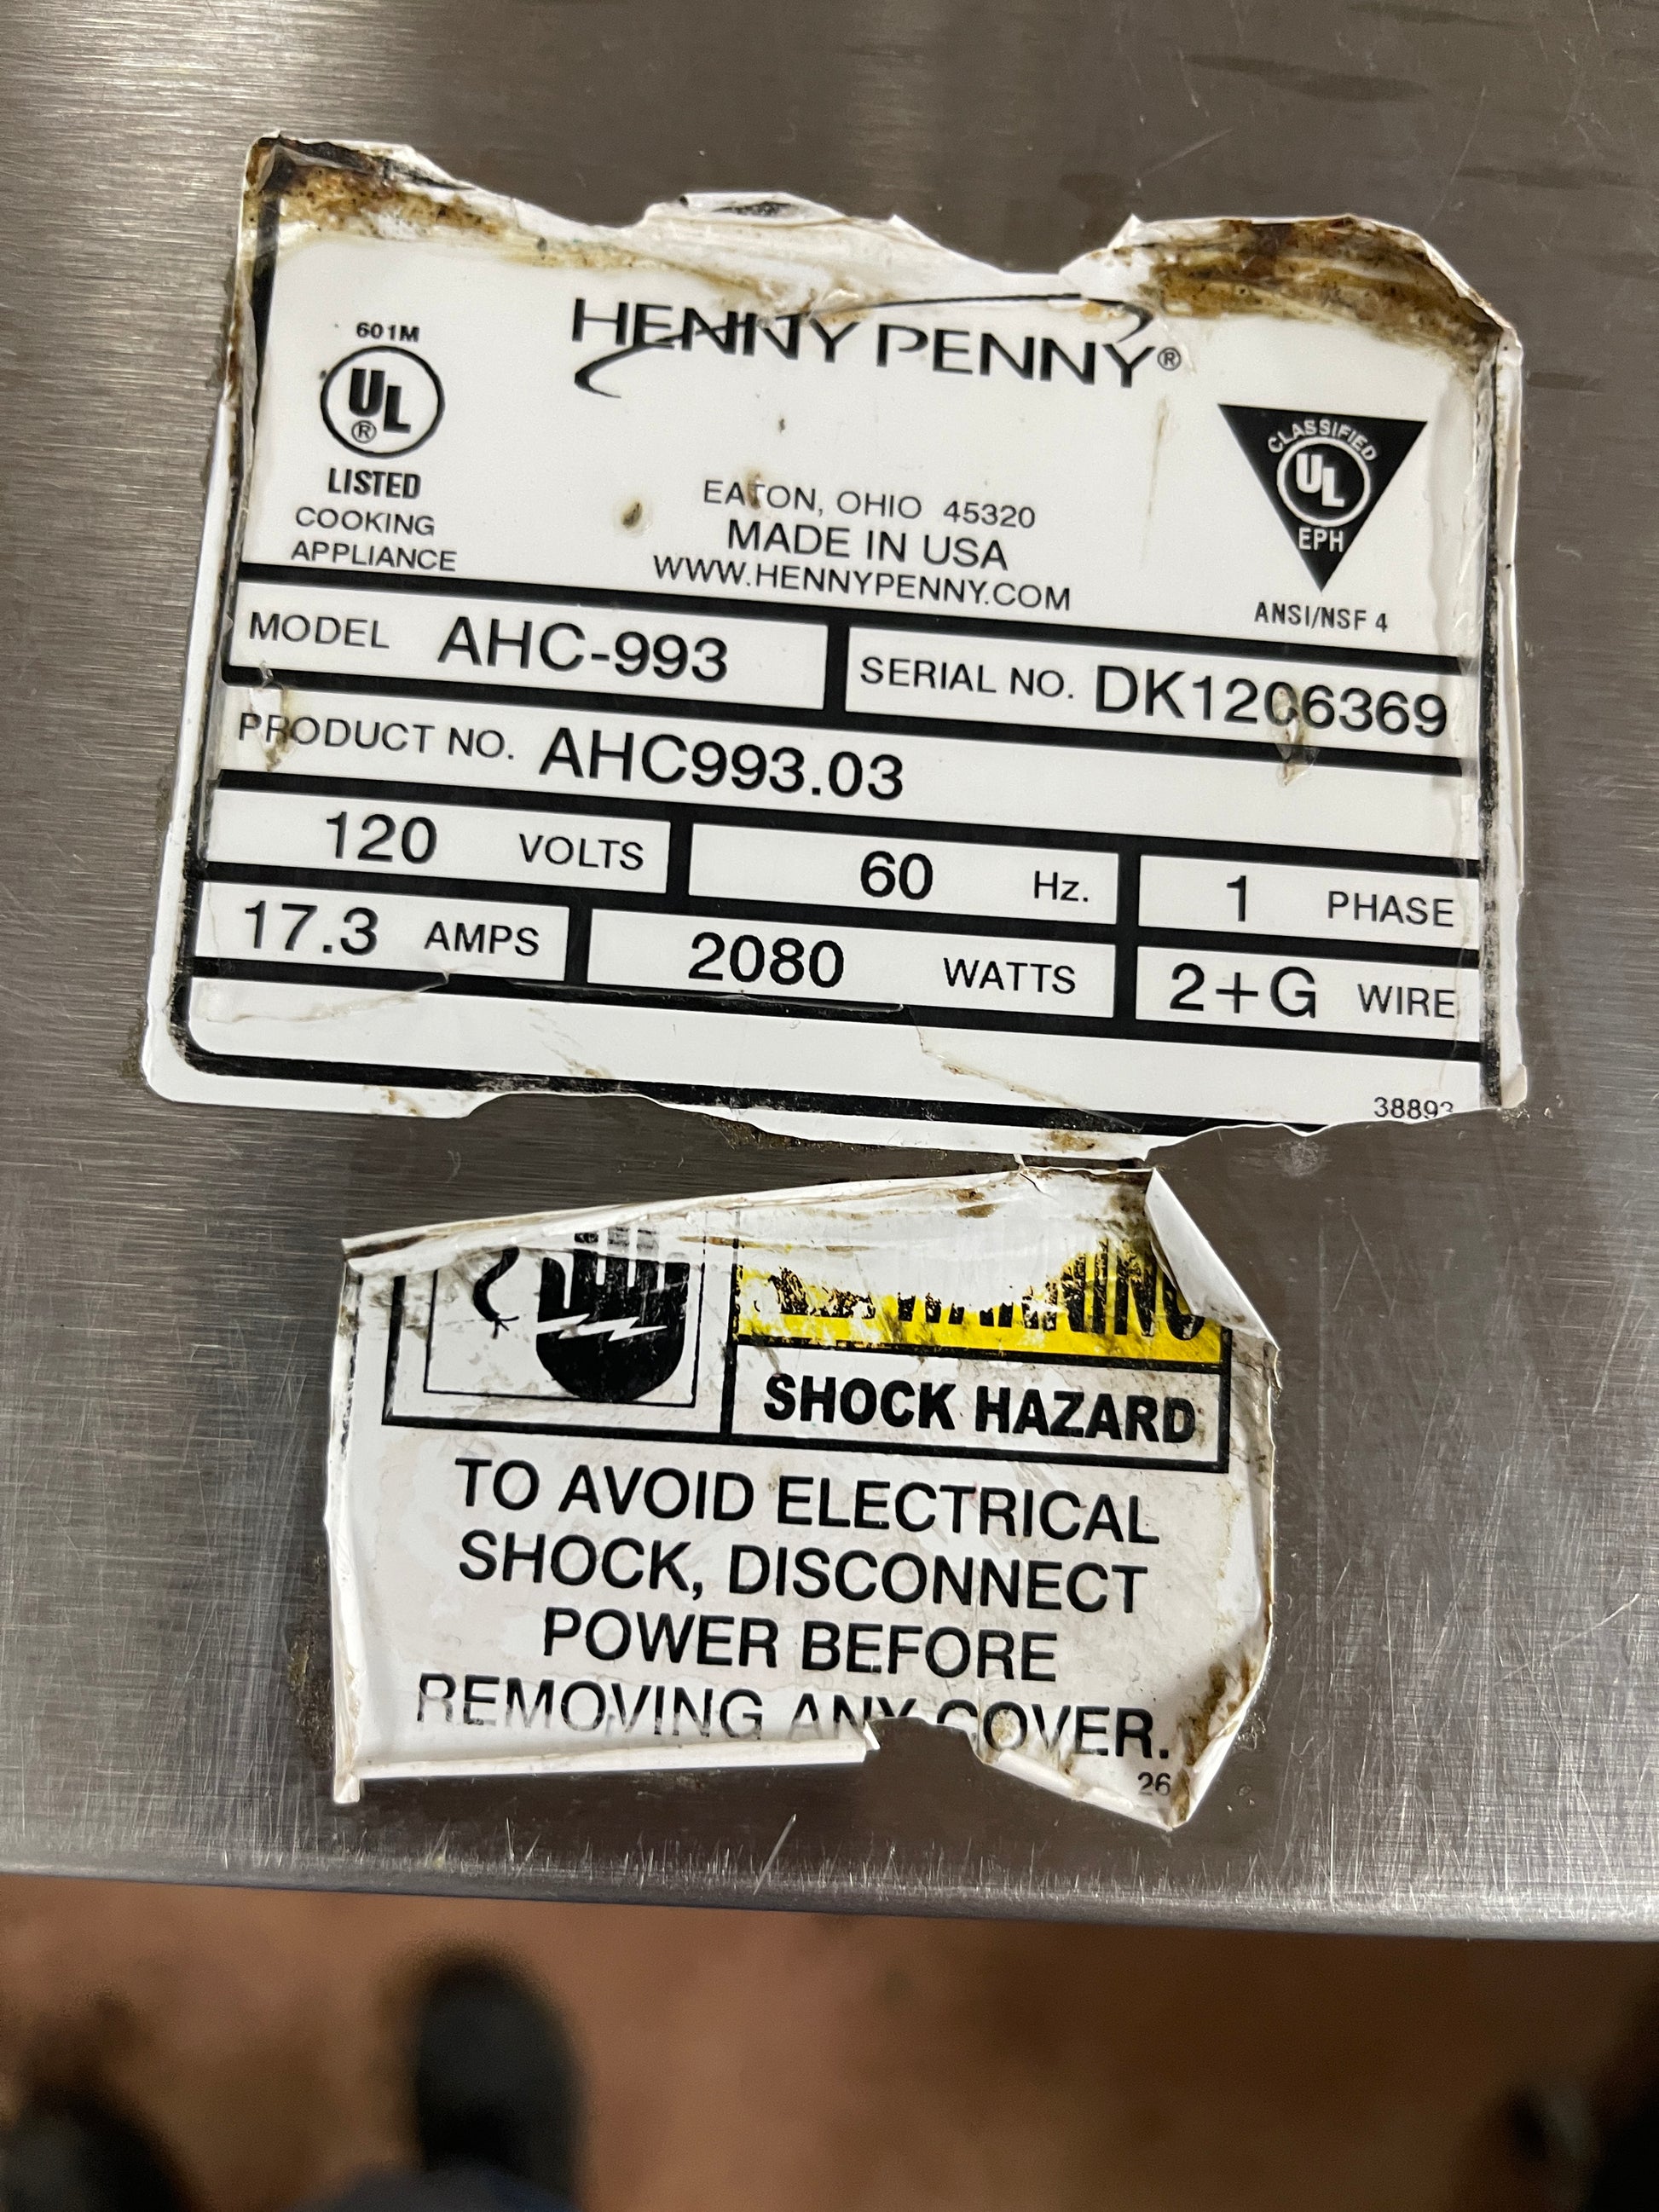 HENNY PENNY®
601M
UL
®
LISTED
COOKING
APPLIANCE
EATON, OHIO 45320
MADE IN USA
WWW.HENNYPENNY.COM
CLASSIFIED
UL
EPH
ANSI/NSF 4
MODEL AHC-993
SERIAL NO. DK1206369
PRODUCT NO. AHC993.03
120 VOLTS
60 Hz.
1 PHASE
17.3 AMPS
2080 WATTS
2+G WIRE
38893
WARNING
SHOCK HAZARD
TO AVOID ELECTRICAL
SHOCK, DISCONNECT
POWER BEFORE
REMOVING ANY COVER.
26